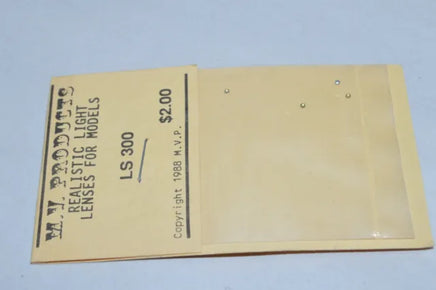 M.V. PRODUCTS
REALISTIC LIGHT
LENSES FOR MODELS
LS 300
$2.00
Copyright 1988 M.V.P.